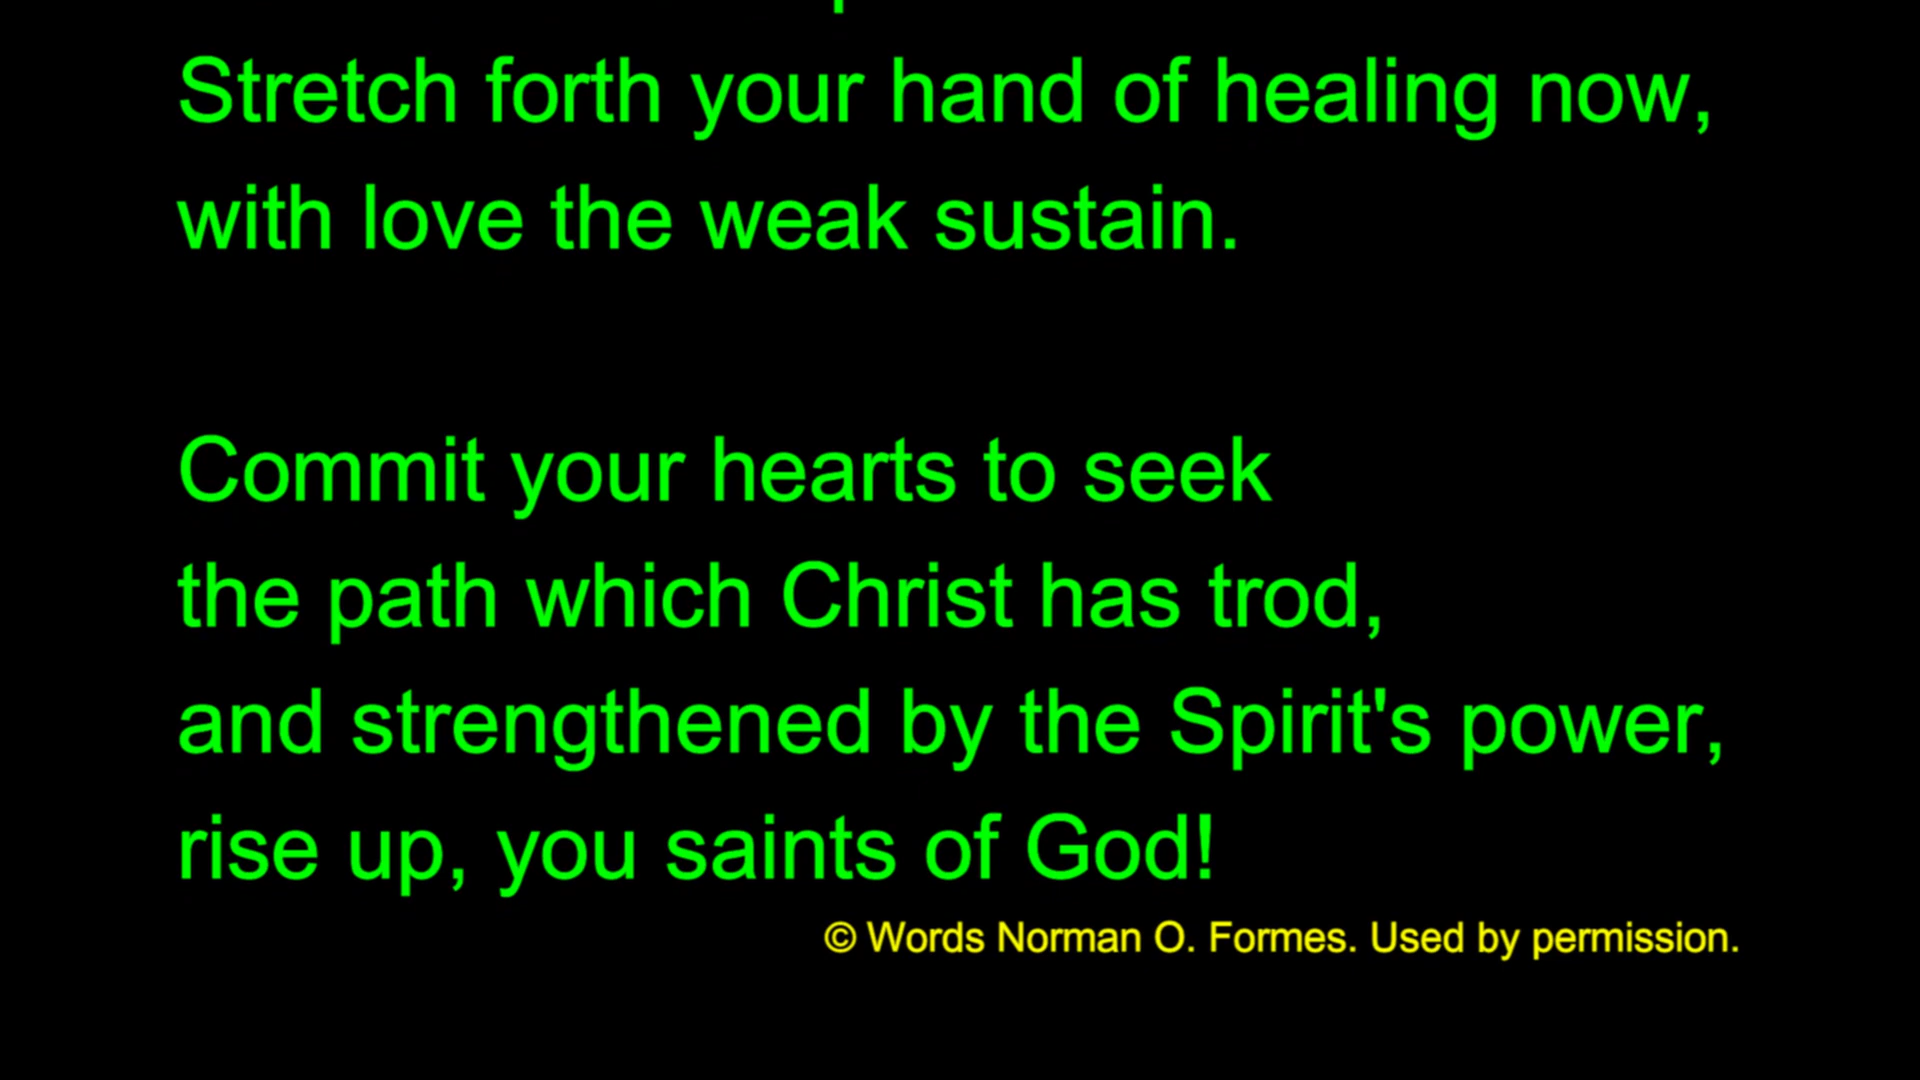 Stretch forth your hand of healing now,
with love the weak sustain.
Commit your hearts to seek
the path which Christ has trod,
and strengthened by the Spirit's power,
rise up, you saints of God!
© Words Norman O. Formes. Used by permission.